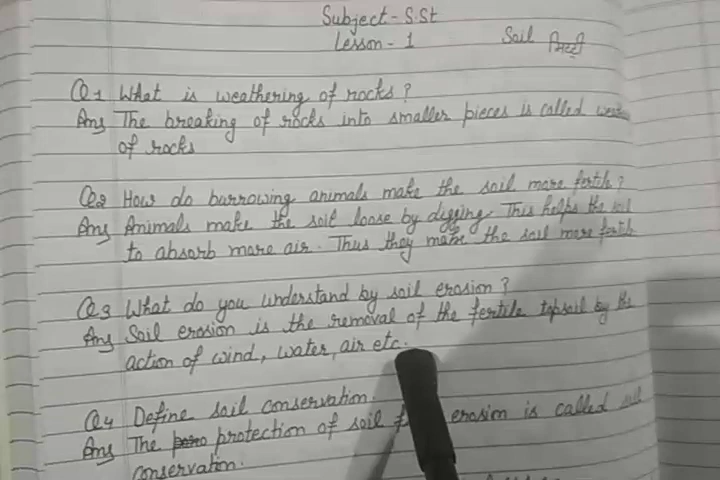 Subject - S.St
Lesson - 1
Soil मिट्टी
Q1 What is weathering of rocks?
Ans The breaking of rocks into smaller pieces is called
of rocks
Q2 How do burrowing animals make the soil more fertile?
Ans Animals make the soil loose by digging. This helps the soil
to absorb more air. Thus they make the soil more fertile
Q3 What do you understand by soil erosion?
Ans Soil erosion is the removal of the fertile topsoil by the
action of wind, water, air etc.
Q4 Define soil conservation.
Ans The protection of soil erosion is called soil
conservation.